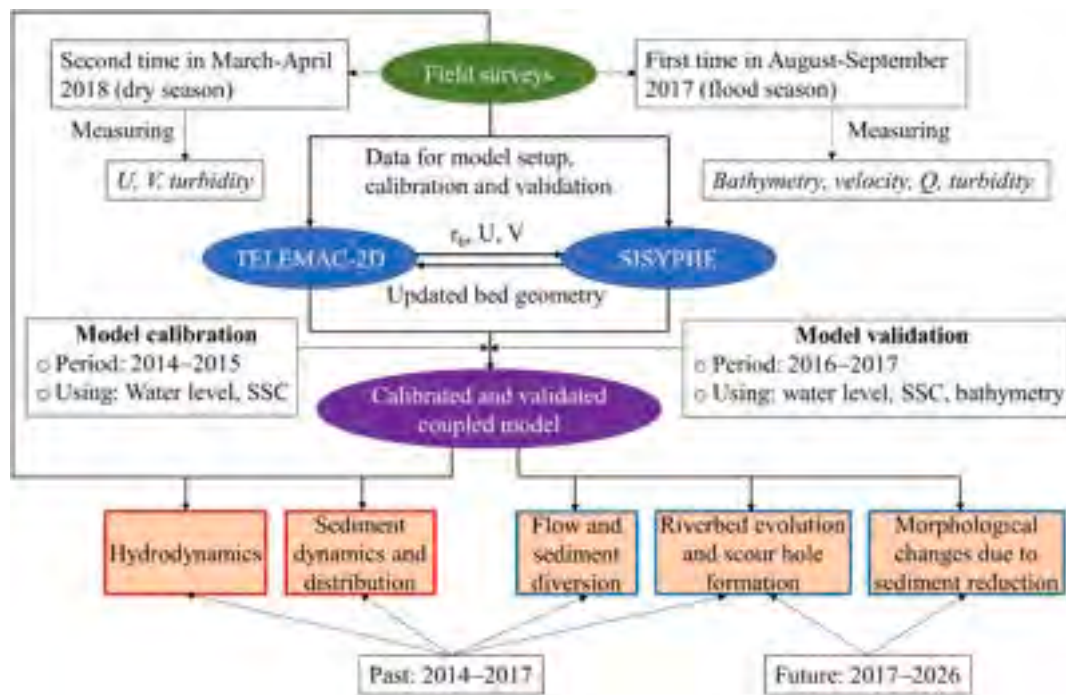 Second time in March-April
2018 (dry season)
Field surveys
First time in August-September
2017 (flood season)
Measuring
Measuring
U, V, turbidity
Data for model setup,
calibration and validation
Bathymetry, velocity, Q, turbidity
TELEMAC-2D
τb, U, V
SISYPHE
Updated bed geometry
Model calibration
○ Period: 2014–2015
○ Using: Water level, SSC
Model validation
○ Period: 2016–2017
○ Using: water level, SSC, bathymetry
Calibrated and validated
coupled model
Hydrodynamics
Sediment
dynamics and
distribution
Flow and
sediment
diversion
Riverbed evolution
and scour hole
formation
Morphological
changes due to
sediment reduction
Past: 2014–2017
Future: 2017–2026